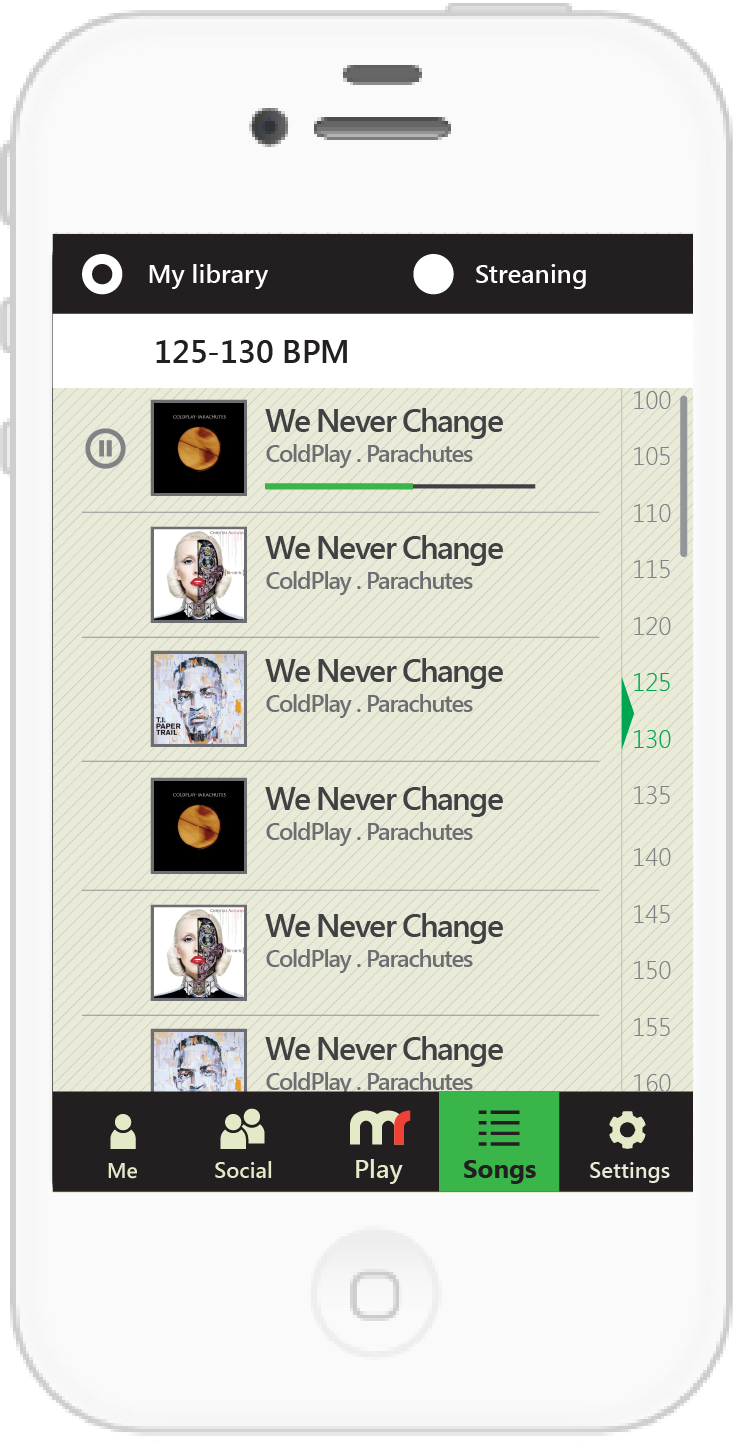 My library Streaning
125-130 BPM
COLDPLAY·PARACHUTES
We Never Change
ColdPlay . Parachutes
We Never Change
ColdPlay . Parachutes
T.I.
PAPER
TRAIL
We Never Change
ColdPlay . Parachutes
COLDPLAY·PARACHUTES
We Never Change
ColdPlay . Parachutes
We Never Change
ColdPlay . Parachutes
We Never Change
ColdPlay . Parachutes
100
105
110
115
120
125
130
135
140
145
150
155
160
Me Social mr Play Songs Settings